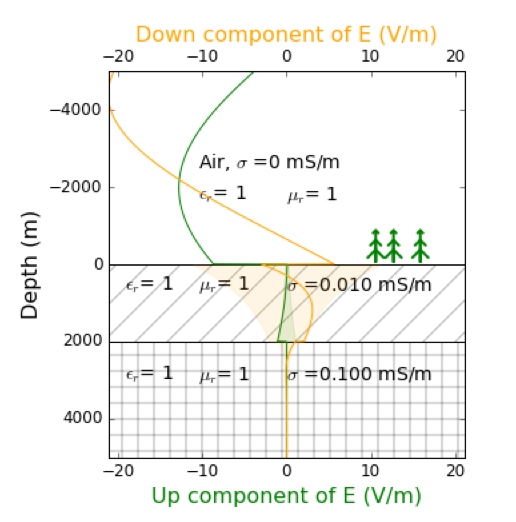 Down component of E (V/m)
−20 −10 0 10 20
−4000
Air, σ =0 mS/m
−2000
ϵr= 1 μr= 1
0
ϵr= 1 μr= 1 σ =0.010 mS/m
2000
ϵr= 1 μr= 1 σ =0.100 mS/m
4000
−20 −10 0 10 20
Up component of E (V/m)
Depth (m)